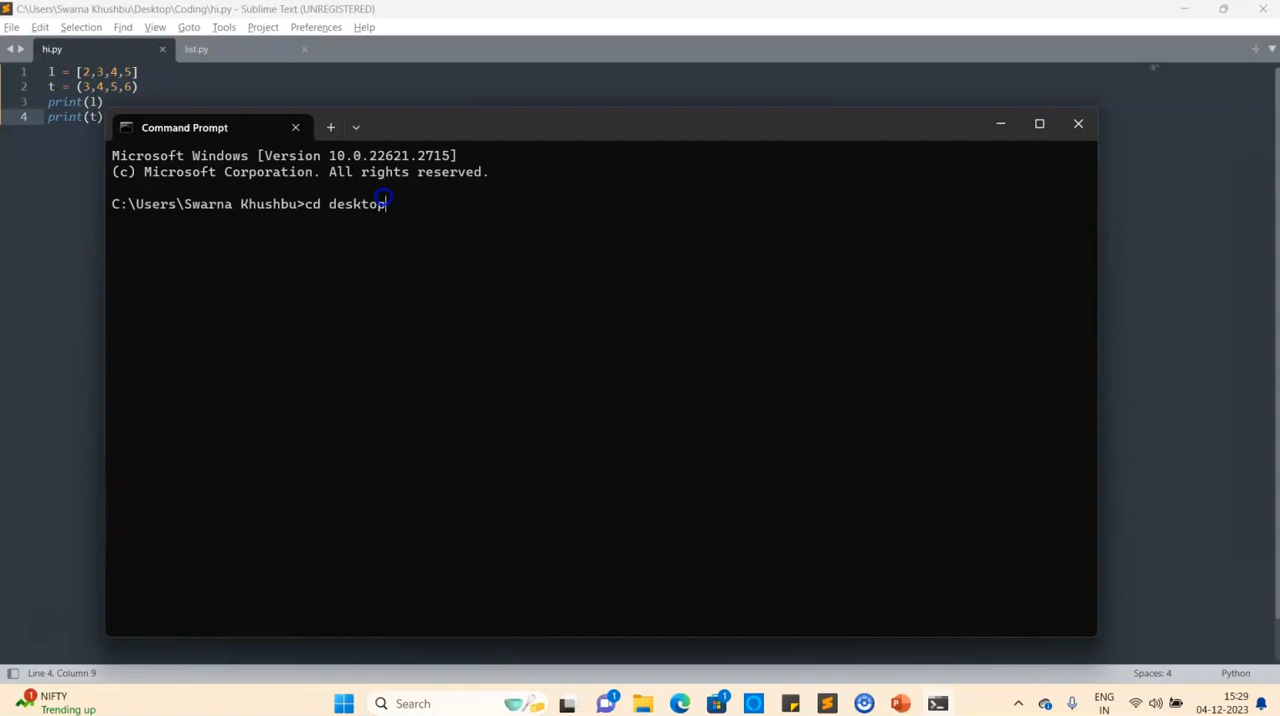 C:\Users\Swarna Khushbu\Desktop\Coding\hi.py - Sublime Text (UNREGISTERED)
File Edit Selection Find View Goto Tools Project Preferences Help
hi.py list.py
1 l = [2,3,4,5]
2 t = (3,4,5,6)
3 print(l)
4 print(t)
Command Prompt
Microsoft Windows [Version 10.0.22621.2715]
(c) Microsoft Corporation. All rights reserved.
C:\Users\Swarna Khushbu>cd desktop
Line 4, Column 9 Spaces: 4 Python
1 NIFTY
Trending up
Search
1
1
ENG
IN
15:29
04-12-2023